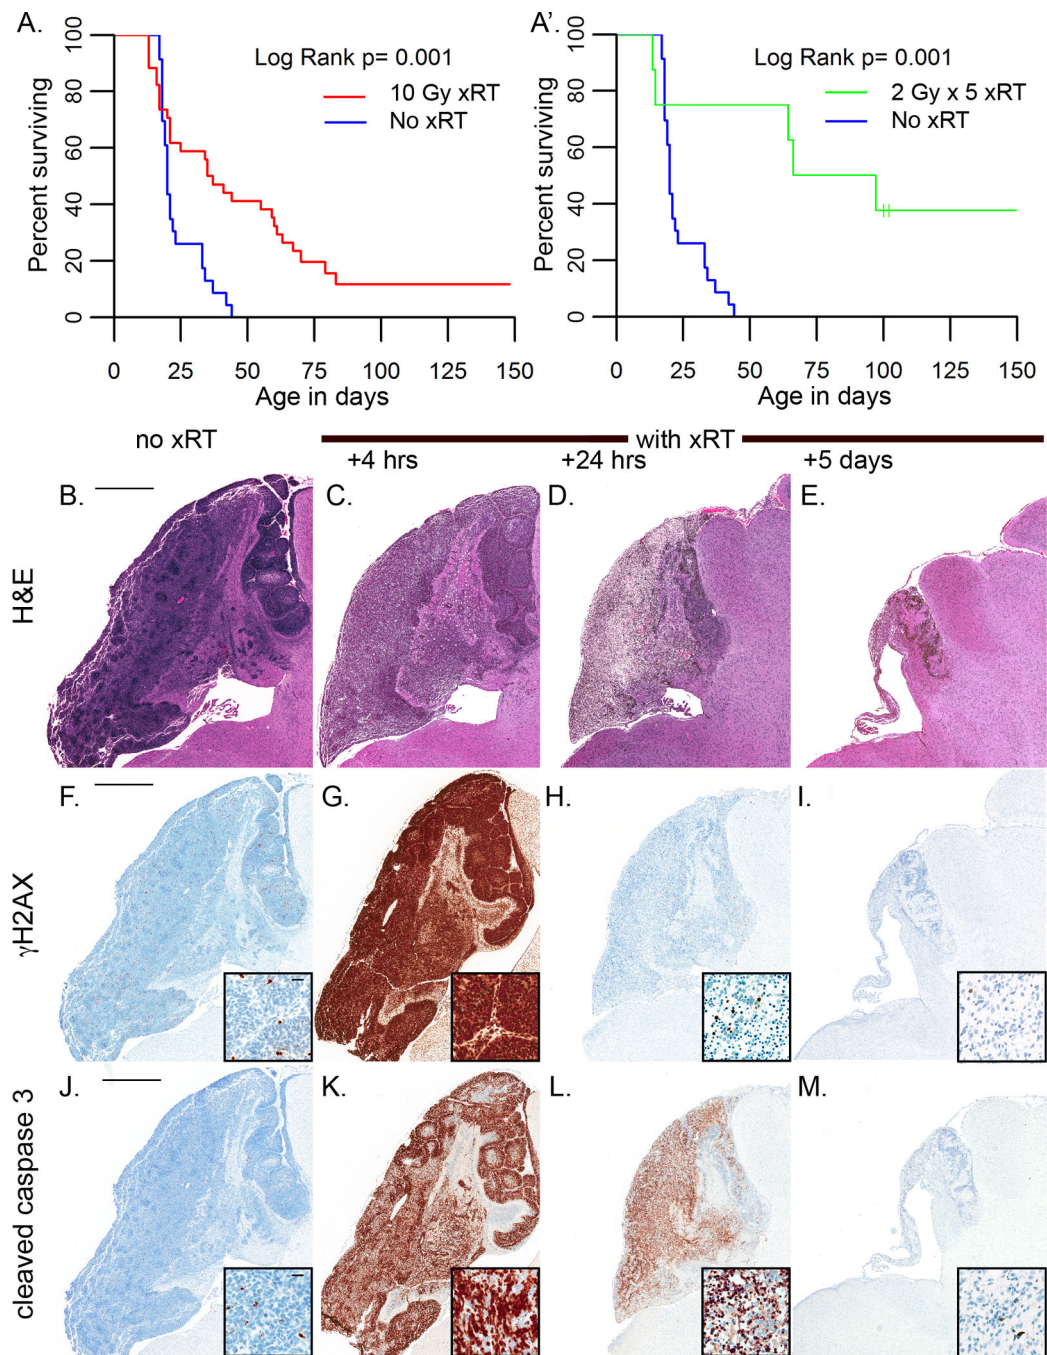 A.
Log Rank p= 0.001
10 Gy xRT
No xRT
Percent surviving
0 20 40 60 80 100
0 25 50 75 100 150
Age in days
A'.
Log Rank p= 0.001
2 Gy x 5 xRT
No xRT
Percent surviving
0 20 40 60 80 100
0 25 50 75 100 150
Age in days
no xRT
with xRT
+4 hrs
+24 hrs
+5 days
H&E
B.
C.
D.
E.
γH2AX
F.
G.
H.
I.
cleaved caspase 3
J.
K.
L.
M.